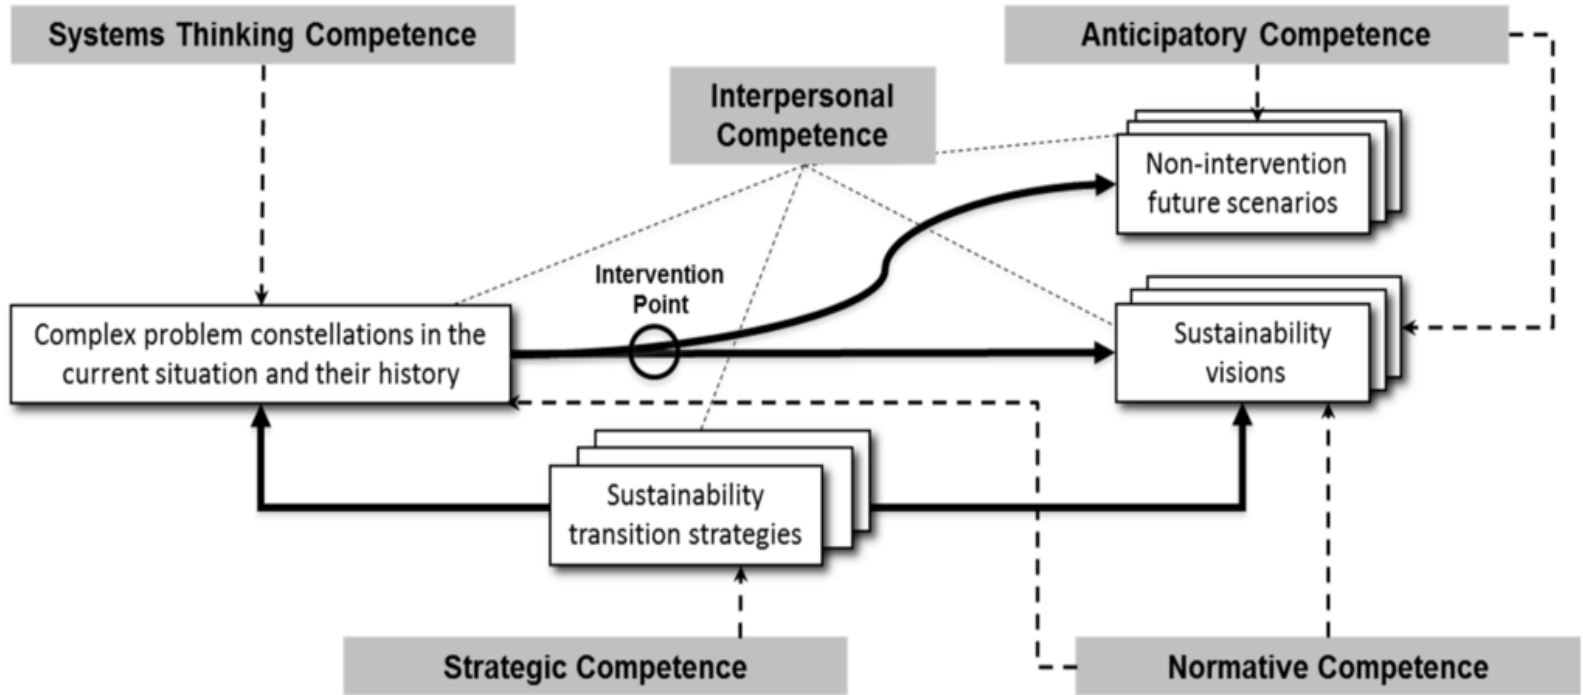 Systems Thinking Competence
Anticipatory Competence
Interpersonal
Competence
Non-intervention
future scenarios
Intervention
Point
Complex problem constellations in the
current situation and their history
Sustainability
visions
Sustainability
transition strategies
Strategic Competence
Normative Competence